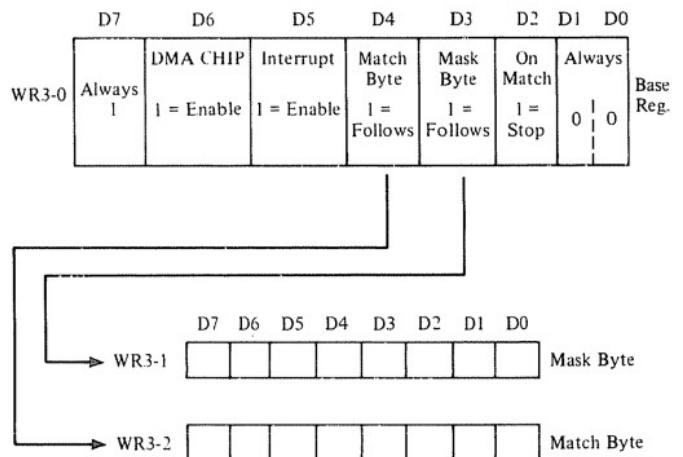 D7 D6 D5 D4 D3 D2 D1 D0
WR3-0
Always
1
DMA CHIP
1 = Enable
Interrupt
1 = Enable
Match
Byte
1 =
Follows
Mask
Byte
1 =
Follows
On
Match
1 =
Stop
Always
0 0
Base
Reg.
D7 D6 D5 D4 D3 D2 D1 D0
WR3-1 Mask Byte
WR3-2 Match Byte